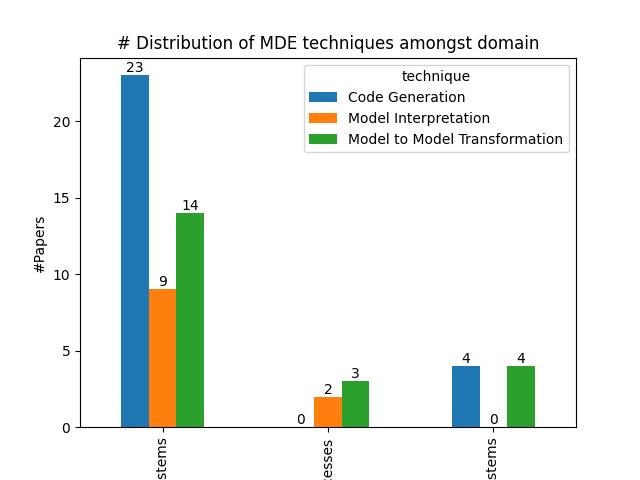 # Distribution of MDE techniques amongst domain
technique
Code Generation
Model Interpretation
Model to Model Transformation
#Papers
20
15
10
5
0
23
9
14
0
2
3
4
0
4
stems
cesses
stems